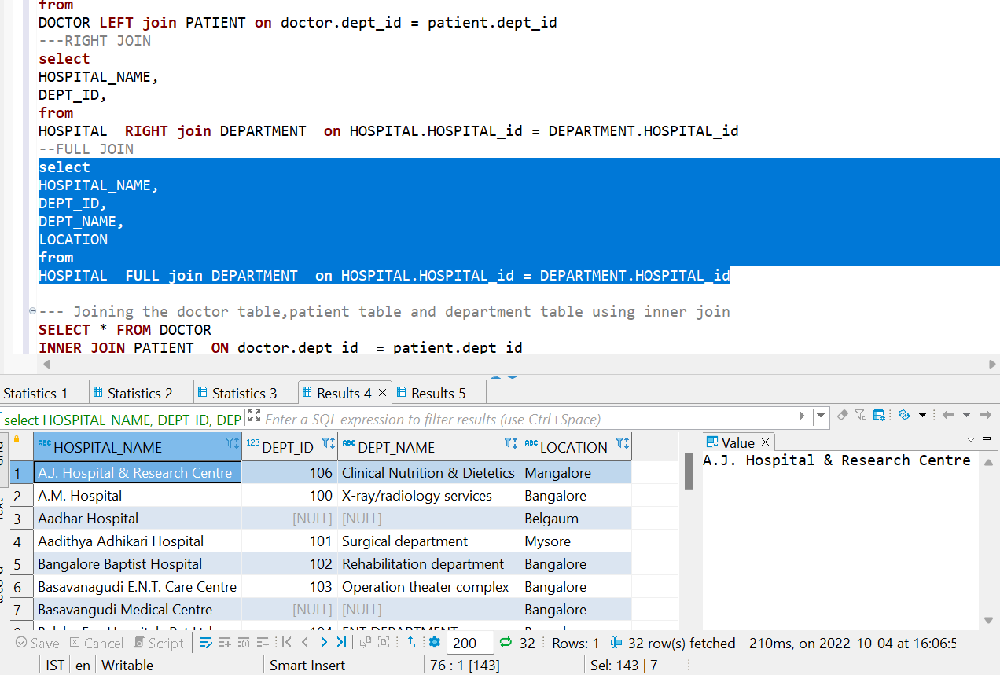 from
DOCTOR LEFT join PATIENT on doctor.dept_id = patient.dept_id
---RIGHT JOIN
select
HOSPITAL_NAME,
DEPT_ID,
from
HOSPITAL  RIGHT join DEPARTMENT  on HOSPITAL.HOSPITAL_id = DEPARTMENT.HOSPITAL_id
--FULL JOIN
select
HOSPITAL_NAME,
DEPT_ID,
DEPT_NAME,
LOCATION
from
HOSPITAL  FULL join DEPARTMENT  on HOSPITAL.HOSPITAL_id = DEPARTMENT.HOSPITAL_id
--- Joining the doctor table,patient table and department table using inner join
SELECT * FROM DOCTOR
INNER JOIN PATIENT  ON doctor.dept_id  = patient.dept_id
Statistics 1 Statistics 2 Statistics 3 Results 4 Results 5
select HOSPITAL_NAME, DEPT_ID, DEP Enter a SQL expression to filter results (use Ctrl+Space)
ABC HOSPITAL_NAME 123 DEPT_ID ABC DEPT_NAME ABC LOCATION Value
1 A.J. Hospital & Research Centre 106 Clinical Nutrition & Dietetics Mangalore A.J. Hospital & Research Centre
2 A.M. Hospital 100 X-ray/radiology services Bangalore
3 Aadhar Hospital [NULL] [NULL] Belgaum
4 Aadithya Adhikari Hospital 101 Surgical department Mysore
5 Bangalore Baptist Hospital 102 Rehabilitation department Bangalore
6 Basavanagudi E.N.T. Care Centre 103 Operation theater complex Bangalore
7 Basavangudi Medical Centre [NULL] [NULL] Bangalore
Save Cancel Script 200 32 Rows: 1 32 row(s) fetched - 210ms, on 2022-10-04 at 16:06:5
IST en Writable Smart Insert 76 : 1 [143] Sel: 143 | 7